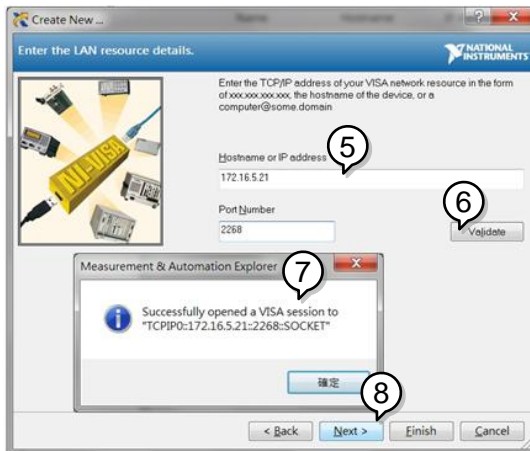 Create New ...
Enter the LAN resource details.
NATIONAL
INSTRUMENTS
Enter the TCP/IP address of your VISA network resource in the form
of xxx.xxx.xxx.xxx, the hostname of the device, or a
computer@some.domain
NI-VISA
Hostname or IP address
5
172.16.5.21
Port Number
6
2268
Validate
Measurement & Automation Explorer
7
Successfully opened a VISA session to
"TCPIP0::172.16.5.21::2268::SOCKET"
確定
8
< Back
Next >
Finish
Cancel